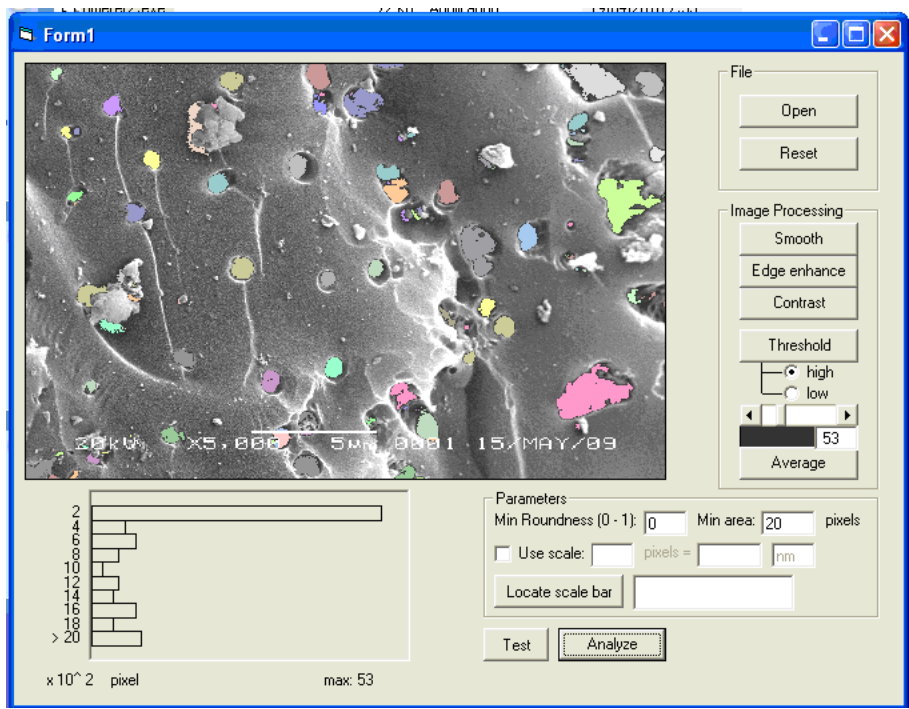 Form1
File
Open
Reset
Image Processing
Smooth
Edge enhance
Contrast
Threshold
high
low
53
Average
20kV X5,000 5μm 0001 15/MAY/09
2
4
6
8
10
12
14
16
18
> 20
x 10^ 2 pixel max: 53
Parameters
Min Roundness (0 - 1): 0 Min area: 20 pixels
Use scale: pixels = nm
Locate scale bar
Test Analyze